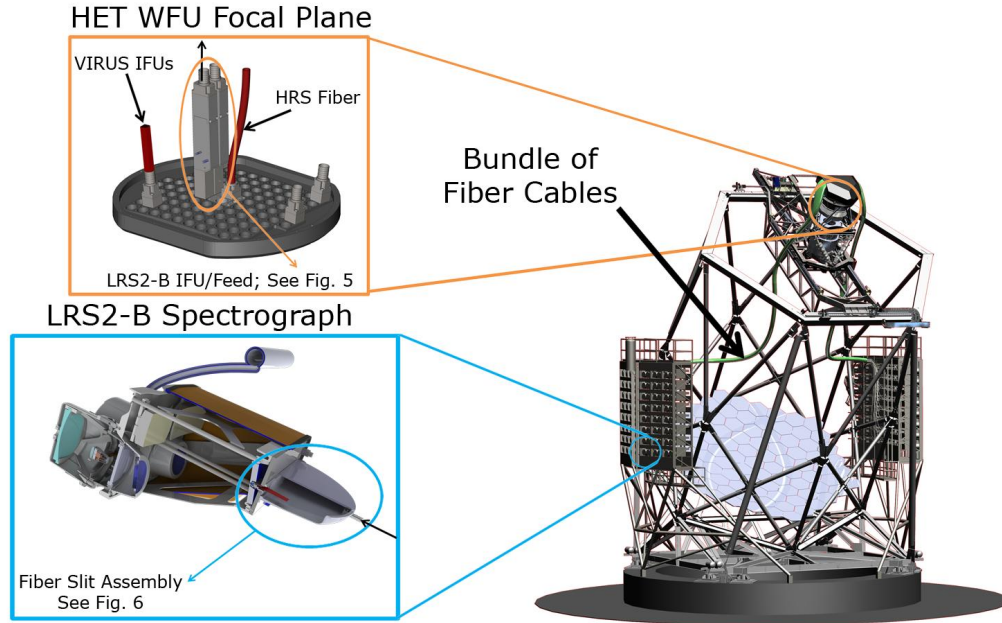 HET WFU Focal Plane
VIRUS IFUs
HRS Fiber
LRS2-B IFU/Feed; See Fig. 5
Bundle of
Fiber Cables
LRS2-B Spectrograph
Fiber Slit Assembly
See Fig. 6